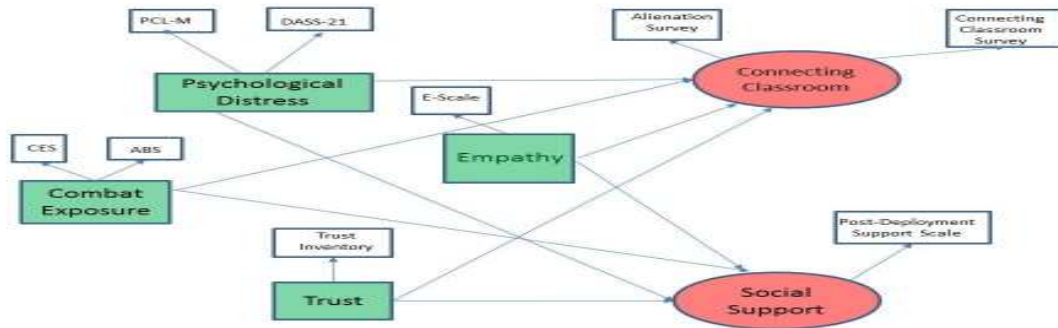 PCL-M
DASS-21
Alienation
Survey
Connecting
Classroom
Survey
Psychological
Distress
Connecting
Classroom
E-Scale
Empathy
CES
ABS
Combat
Exposure
Trust
Inventory
Post-Deployment
Support Scale
Trust
Social
Support